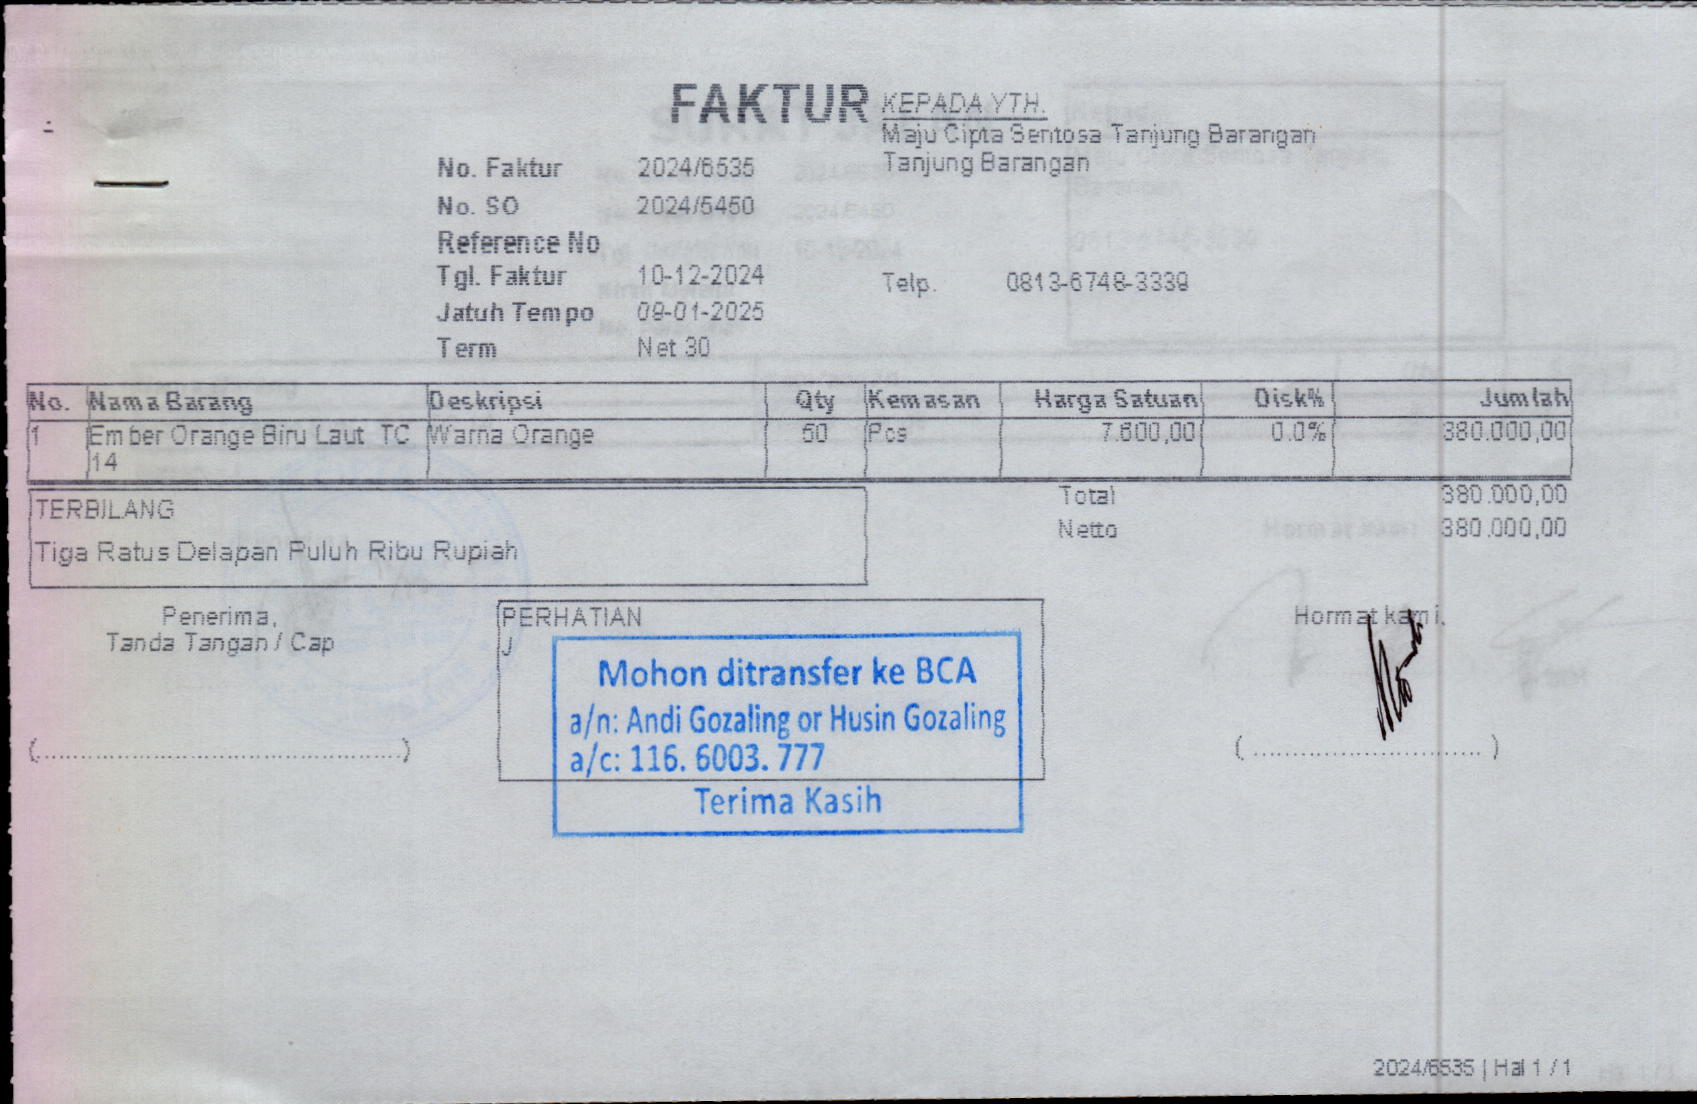 FAKTUR
KEPADA YTH.
Maju Cipta Sentosa Tanjung Barangan
Tanjung Barangan
No. Faktur 2024/6535
No. SO 2024/5450
Reference No
Tgl. Faktur 10-12-2024
Telp. 0813-6748-3339
Jatuh Tempo 09-01-2025
Term Net 30
No. Nama Barang Deskripsi Qty Kemasan Harga Satuan Disk% Jumlah
1 Ember Orange Biru Laut TC Warna Orange 50 Pcs 7.600,00 0.0% 380.000,00
14
Total 380.000,00
Netto 380.000,00
TERBILANG
Tiga Ratus Delapan Puluh Ribu Rupiah
Penerima,
Tanda Tangan / Cap
(........................................)
PERHATIAN
J
Mohon ditransfer ke BCA
a/n: Andi Gozaling or Husin Gozaling
a/c: 116. 6003. 777
Terima Kasih
Hormat kami.
( ............................. )
2024/6535 | Hal 1 / 1